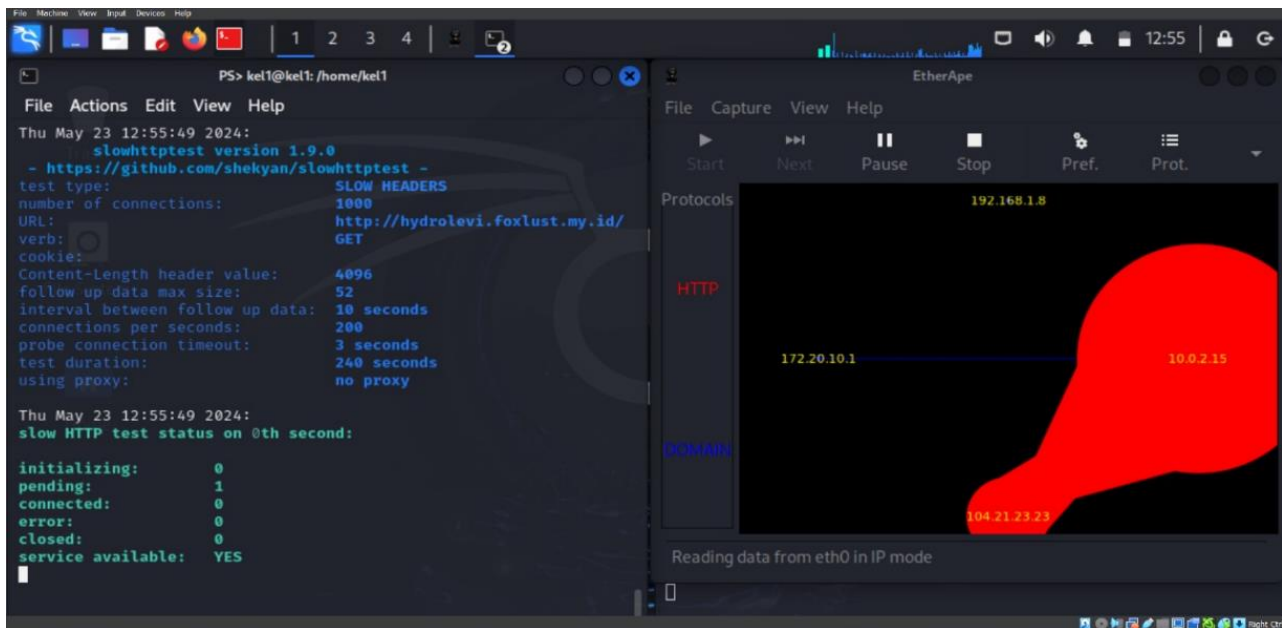 File Machine View Input Devices Help
1 2 3 4
2
12:55
PS> kel1@kel1: /home/kel1
File Actions Edit View Help
Thu May 23 12:55:49 2024:
slowhttptest version 1.9.0
- https://github.com/shekyan/slowhttptest -
test type: SLOW HEADERS
number of connections: 1000
URL: http://hydrolevi.foxlust.my.id/
verb: GET
cookie:
Content-Length header value: 4096
follow up data max size: 52
interval between follow up data: 10 seconds
connections per seconds: 200
probe connection timeout: 3 seconds
test duration: 240 seconds
using proxy: no proxy
Thu May 23 12:55:49 2024:
slow HTTP test status on 0th second:
initializing: 0
pending: 1
connected: 0
error: 0
closed: 0
service available: YES
EtherApe
File Capture View Help
Start Next Pause Stop Pref. Prot.
Protocols
HTTP
DOMAIN
192.168.1.8
172.20.10.1
10.0.2.15
104.21.23.23
Reading data from eth0 in IP mode
Right Ctrl